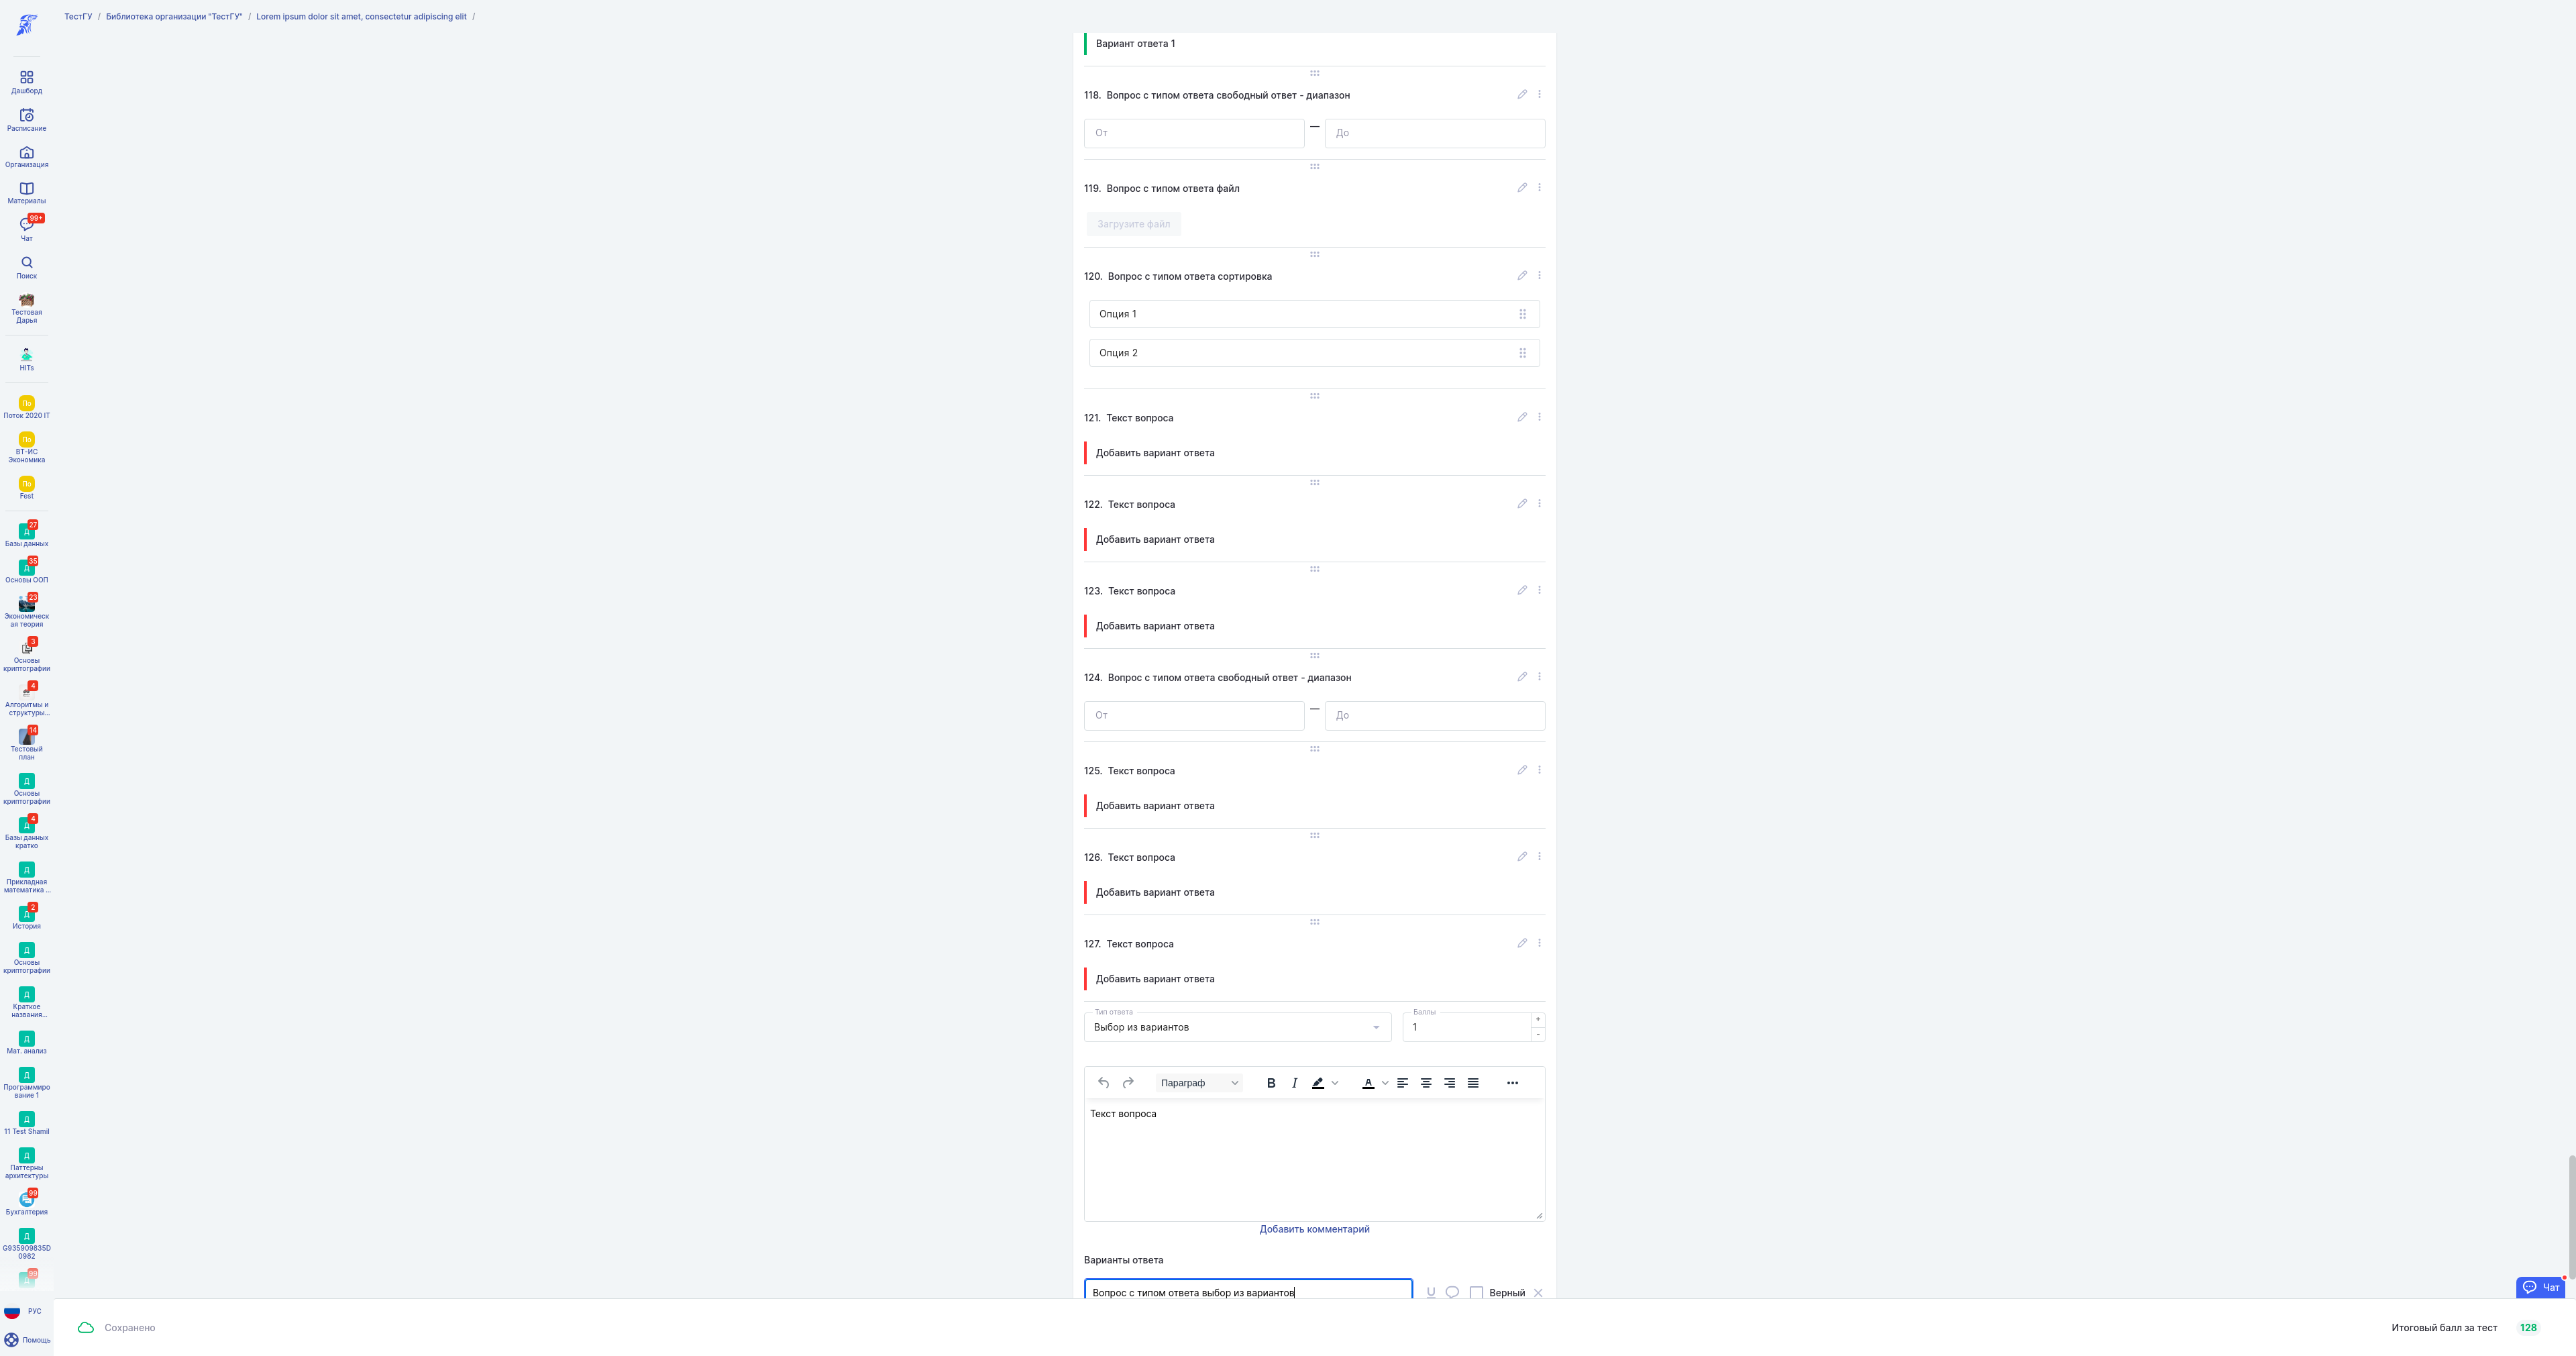 ТестГУ / Библиотека организации "ТестГУ" / Lorem ipsum dolor sit amet, consectetur adipiscing elit /
Дашборд
Расписание
Организация
Материалы
99+
Чат
Поиск
Тестовая
Дарья
HITs
По
Поток 2020 IT
По
ВТ-ИС
Экономика
По
Fest
27
Д
Базы данных
35
Д
Основы ООП
23
Экономическ
ая теория
3
Основы
криптографии
4
Алгоритмы и
структуры...
14
Тестовый
план
Д
Основы
криптографии
4
Д
Базы данных
кратко
Д
Прикладная
математика ...
2
Д
История
Д
Основы
криптографии
Д
Краткое
названия...
Д
Мат. анализ
Д
Программиро
вание 1
Д
11 Test Shamil
Д
Паттерны
архитектуры
99
Бухгалтерия
Д
G935909835D
0982
99
Д
РУС
Помощь
Вариант ответа 1
118. Вопрос с типом ответа свободный ответ - диапазон
От — До
119. Вопрос с типом ответа файл
Загрузите файл
120. Вопрос с типом ответа сортировка
Опция 1
Опция 2
121. Текст вопроса
Добавить вариант ответа
122. Текст вопроса
Добавить вариант ответа
123. Текст вопроса
Добавить вариант ответа
124. Вопрос с типом ответа свободный ответ - диапазон
От — До
125. Текст вопроса
Добавить вариант ответа
126. Текст вопроса
Добавить вариант ответа
127. Текст вопроса
Добавить вариант ответа
Тип ответа Баллы
Выбор из вариантов 1 + -
Параграф B I A
Текст вопроса
Добавить комментарий
Варианты ответа
Вопрос с типом ответа выбор из вариантов Верный
Чат
Сохранено Итоговый балл за тест 128